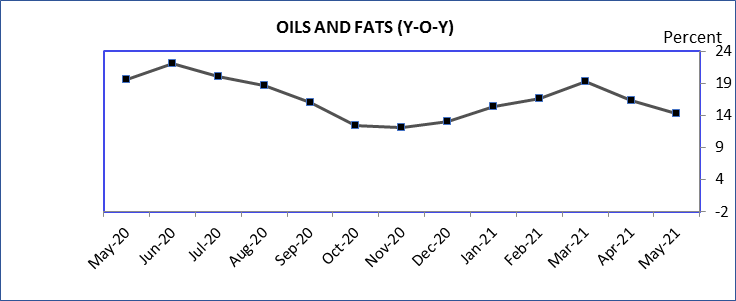 OILS AND FATS (Y-O-Y)
Percent
24
19
14
9
4
-2
May-20
Jun-20
Jul-20
Aug-20
Sep-20
Oct-20
Nov-20
Dec-20
Jan-21
Feb-21
Mar-21
Apr-21
May-21